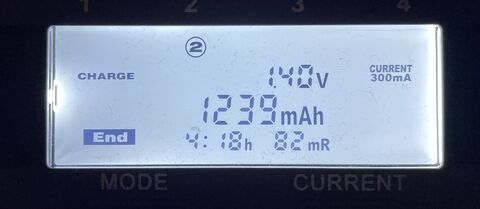 1 2 3 4
②
CHARGE 1.40V CURRENT
300mA
1239mAh
End 4:18h 82mR
MODE CURRENT